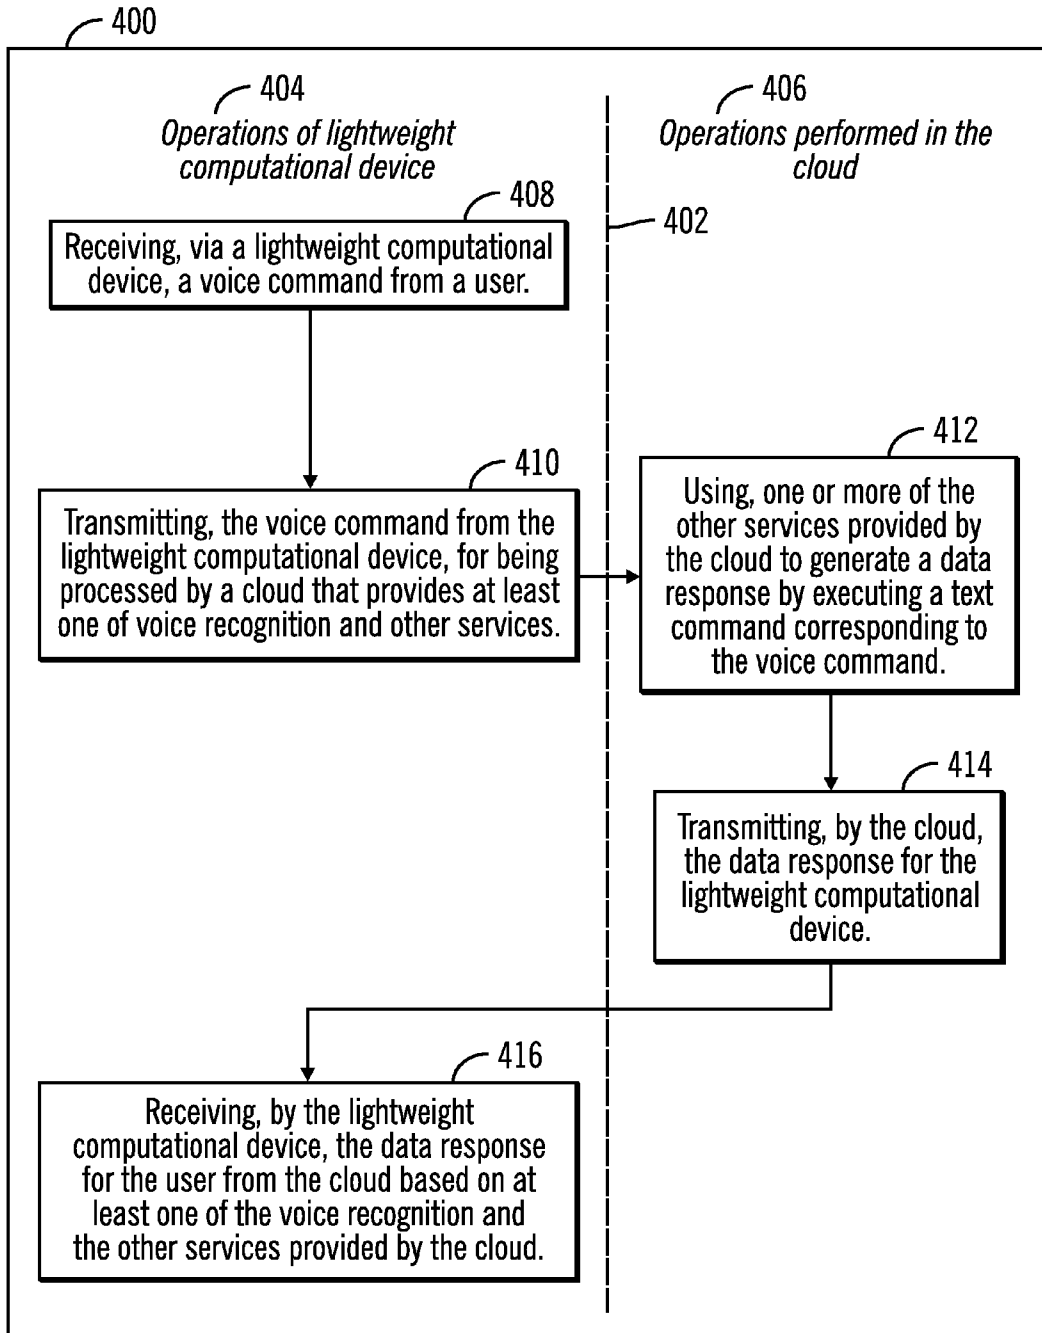 400
404
Operations of lightweight
computational device
406
Operations performed in the
cloud
408
402
Receiving, via a lightweight computational
device, a voice command from a user.
410
Transmitting, the voice command from the
lightweight computational device, for being
processed by a cloud that provides at least
one of voice recognition and other services.
412
Using, one or more of the
other services provided by
the cloud to generate a data
response by executing a text
command corresponding to
the voice command.
414
Transmitting, by the cloud,
the data response for the
lightweight computational
device.
416
Receiving, by the lightweight
computational device, the data response
for the user from the cloud based on at
least one of the voice recognition and
the other services provided by the cloud.